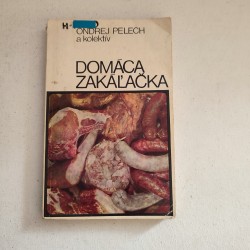 ONDREJ PELECH
a kolektív
DOMÁCA
ZAKÁĽAČKA